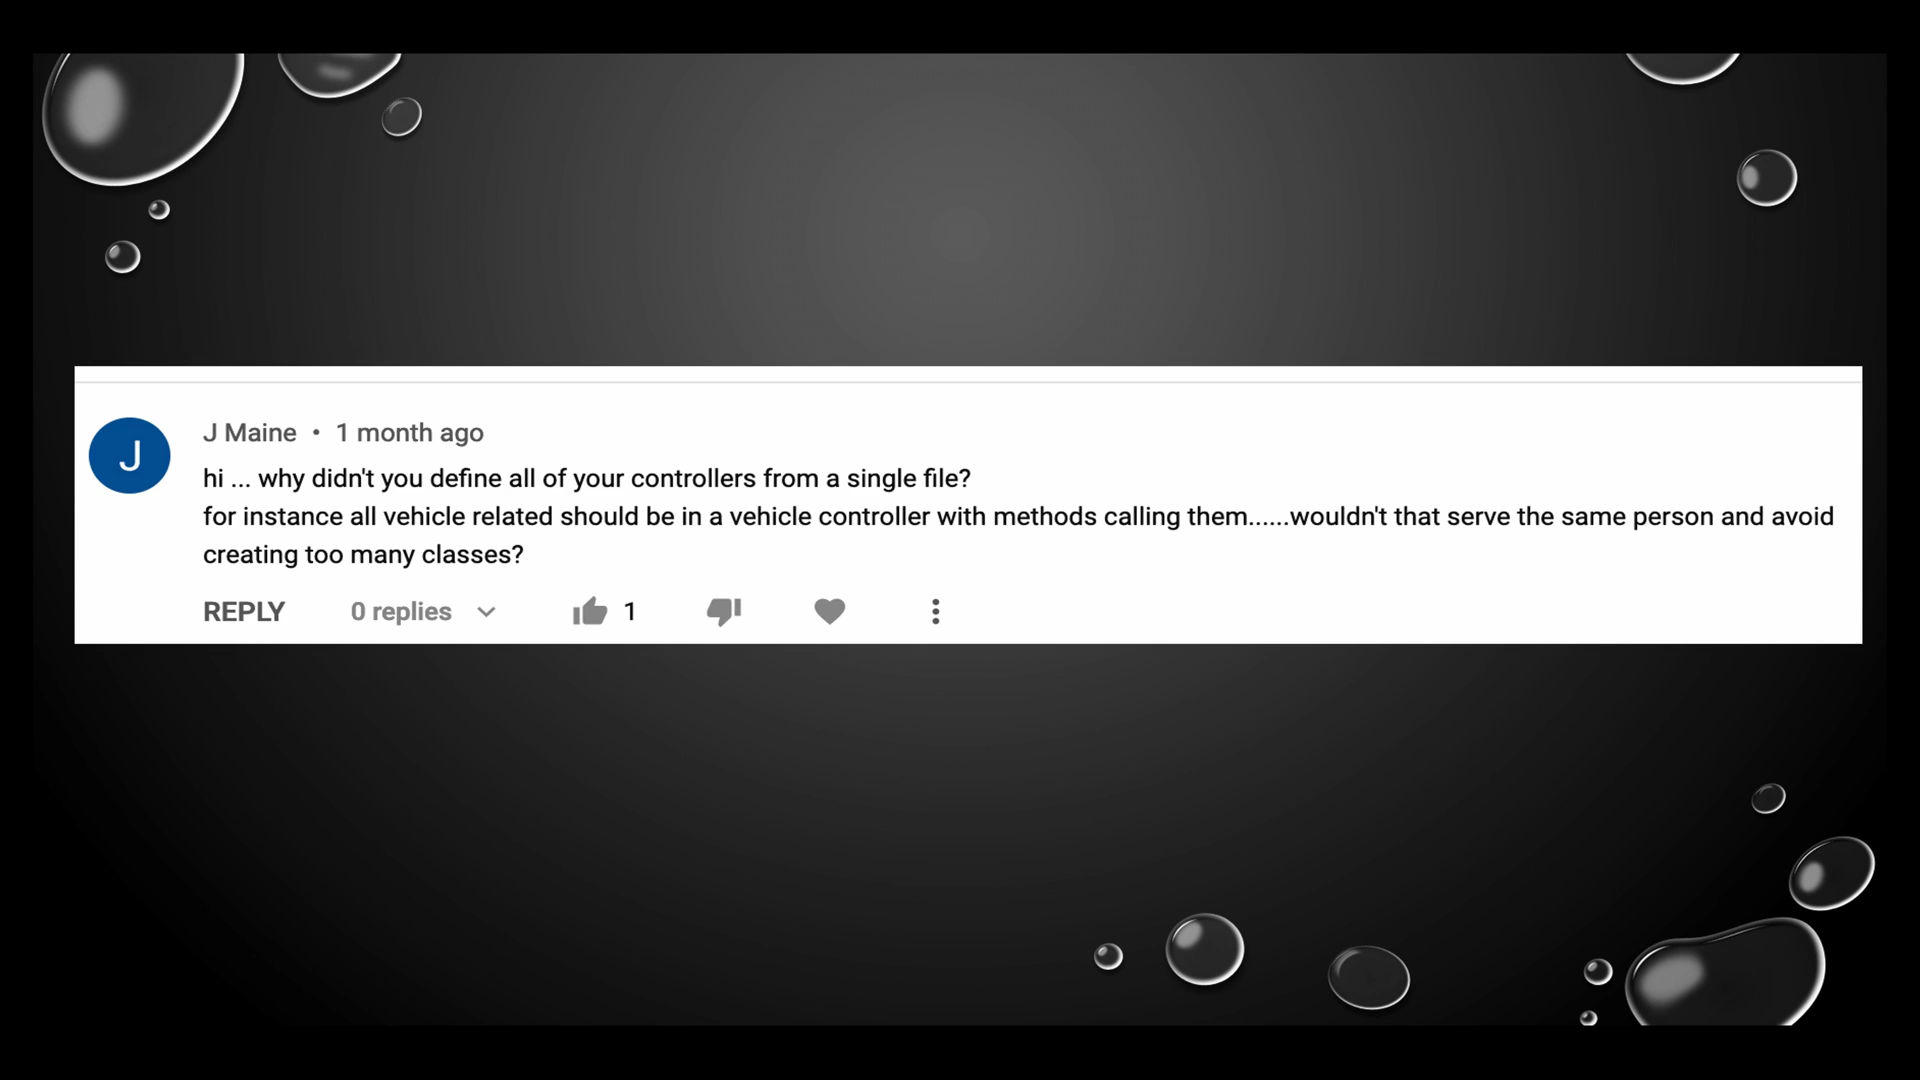 J
J Maine • 1 month ago
hi ... why didn't you define all of your controllers from a single file?
for instance all vehicle related should be in a vehicle controller with methods calling them......wouldn't that serve the same person and avoid
creating too many classes?
REPLY 0 replies 1